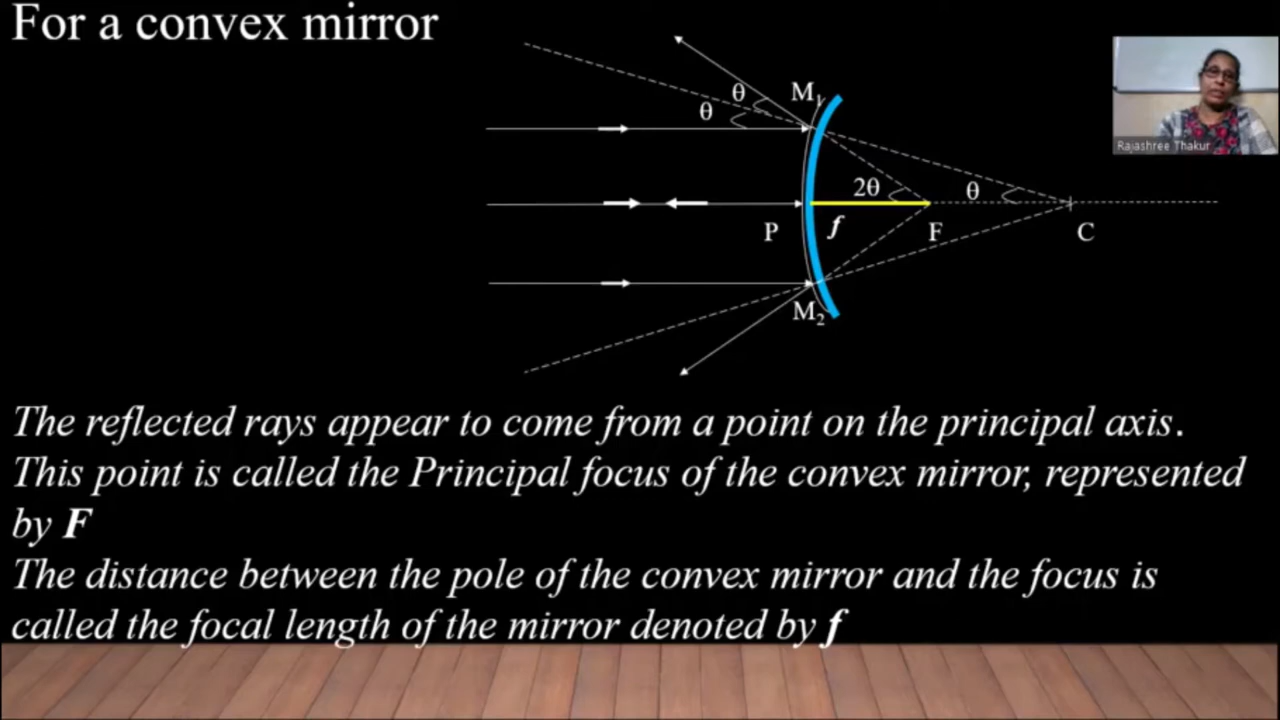 For a convex mirror
θ
θ
M1
Rajashree Thakur
2θ
θ
P
f
F
C
M2
The reflected rays appear to come from a point on the principal axis.
This point is called the Principal focus of the convex mirror, represented
by F
The distance between the pole of the convex mirror and the focus is
called the focal length of the mirror denoted by f